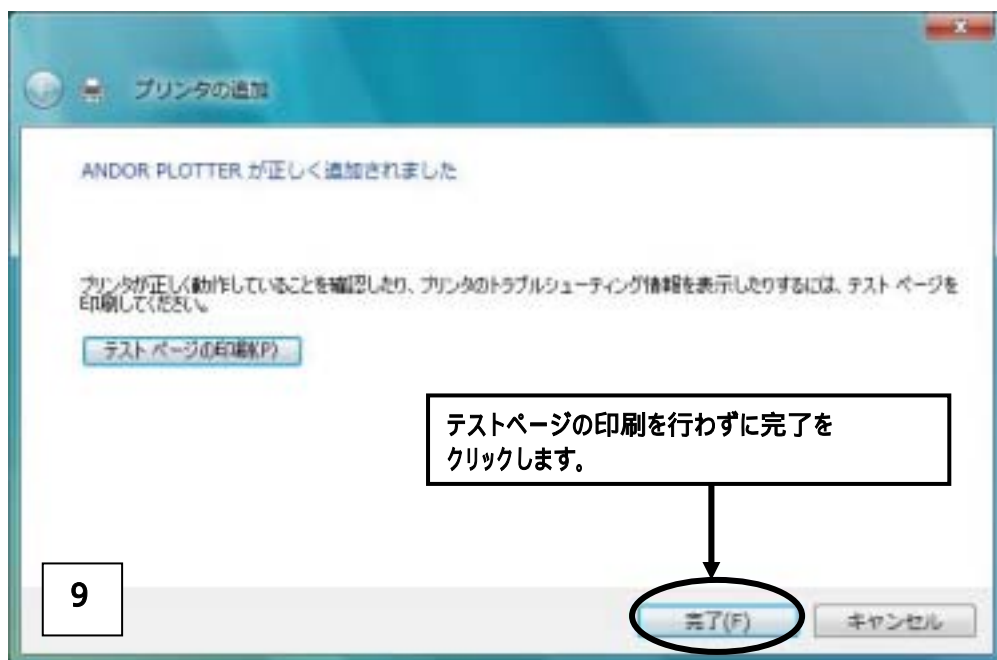 プリンタの追加
ANDOR PLOTTER が正しく追加されました
プリンタが正しく動作していることを確認したり、プリンタのトラブルシューティング情報を表示したりするには、テスト ページを
印刷してください。
テスト ページの印刷(P)
テストページの印刷を行わずに完了を
クリックします。
9
完了(F)
キャンセル